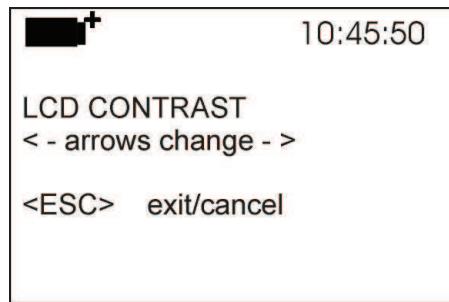 10:45:50
LCD CONTRAST
< - arrows change - >
<ESC> exit/cancel